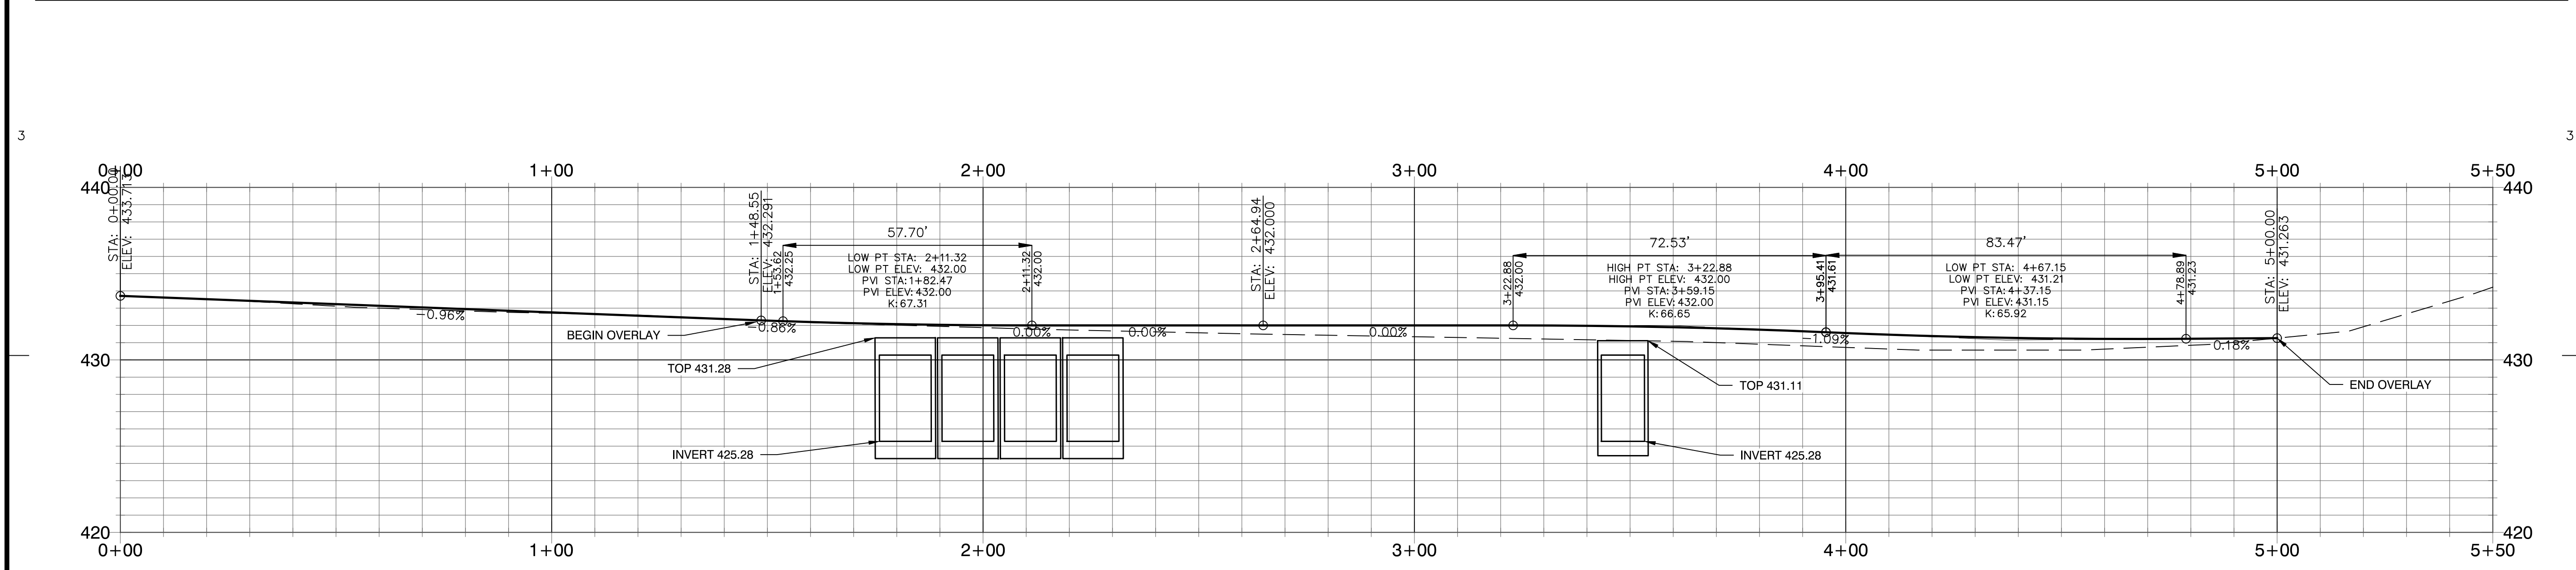 3
3
0+00
1+00
2+00
3+00
4+00
5+00
5+50
440
440
STA: 0+00.00
ELEV: 433.713
STA: 1+48.55
ELEV: 432.291
1+53.62
432.25
57.70'
LOW PT STA: 2+11.32
LOW PT ELEV: 432.00
PVI STA:1+82.47
PVI ELEV:432.00
K:67.31
2+11.32
432.00
STA: 2+64.94
ELEV: 432.000
3+22.88
432.00
72.53'
HIGH PT STA: 3+22.88
HIGH PT ELEV: 432.00
PVI STA:3+59.15
PVI ELEV:432.00
K:66.65
3+95.41
431.61
83.47'
LOW PT STA: 4+67.15
LOW PT ELEV: 431.21
PVI STA:4+37.15
PVI ELEV:431.15
K:65.92
4+78.89
431.23
STA: 5+00.00
ELEV: 431.263
-0.96%
-0.86%
0.00%
0.00%
0.00%
-1.09%
0.18%
BEGIN OVERLAY
430
430
TOP 431.28
TOP 431.11
END OVERLAY
INVERT 425.28
INVERT 425.28
420
420
0+00
1+00
2+00
3+00
4+00
5+00
5+50